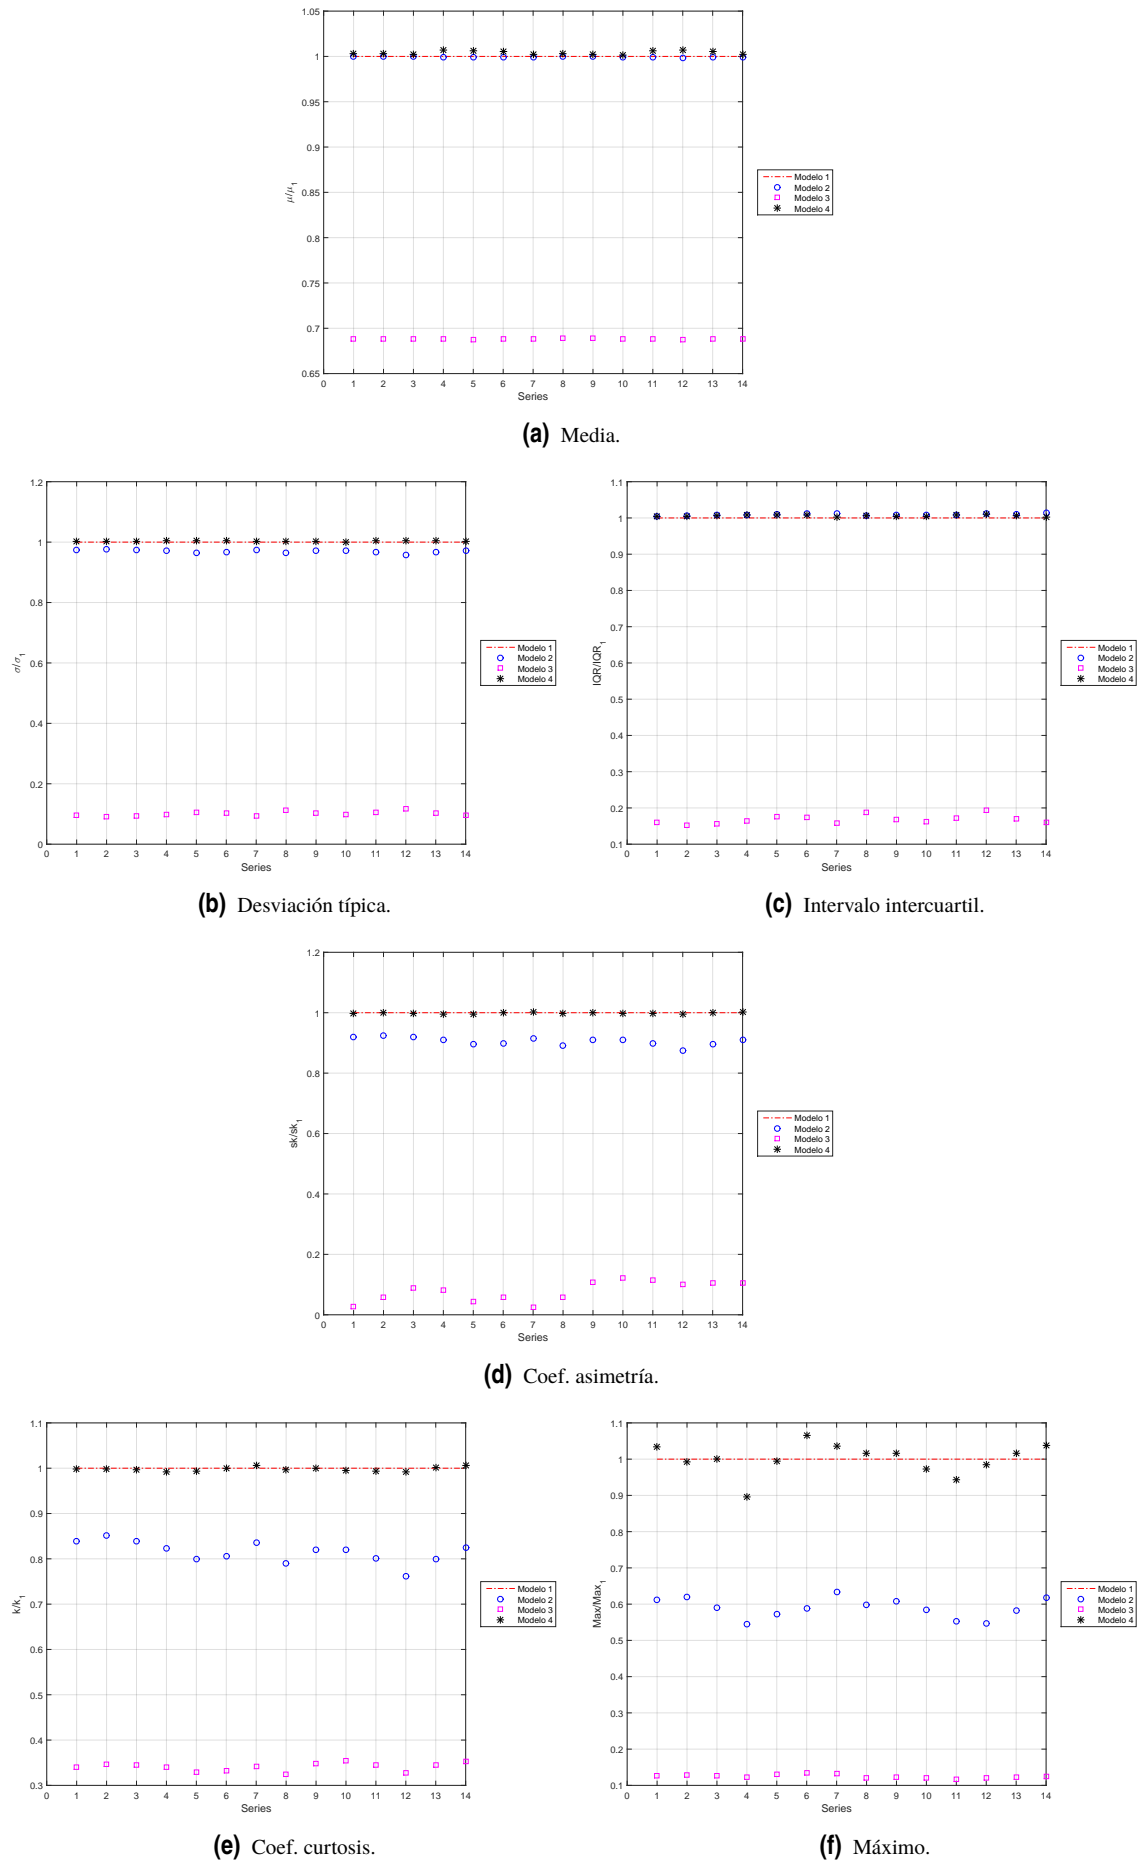 1.05
1
0.95
0.9
0.85
0.8
0.75
0.7
0.65
μ/μ1
0 1 2 3 4 5 6 7 8 9 10 11 12 13 14
Series
Modelo 1
Modelo 2
Modelo 3
Modelo 4
(a) Media.
1.2
1
0.8
0.6
0.4
0.2
0
σ/σ1
0 1 2 3 4 5 6 7 8 9 10 11 12 13 14
Series
Modelo 1
Modelo 2
Modelo 3
Modelo 4
(b) Desviación típica.
1.1
1
0.9
0.8
0.7
0.6
0.5
0.4
0.3
0.2
0.1
IQR/IQR1
0 1 2 3 4 5 6 7 8 9 10 11 12 13 14
Series
Modelo 1
Modelo 2
Modelo 3
Modelo 4
(c) Intervalo intercuartil.
1.2
1
0.8
0.6
0.4
0.2
0
sk/sk1
0 1 2 3 4 5 6 7 8 9 10 11 12 13 14
Series
Modelo 1
Modelo 2
Modelo 3
Modelo 4
(d) Coef. asimetría.
1.1
1
0.9
0.8
0.7
0.6
0.5
0.4
0.3
k/k1
0 1 2 3 4 5 6 7 8 9 10 11 12 13 14
Series
Modelo 1
Modelo 2
Modelo 3
Modelo 4
(e) Coef. curtosis.
1.1
1
0.9
0.8
0.7
0.6
0.5
0.4
0.3
0.2
0.1
Max/Max1
0 1 2 3 4 5 6 7 8 9 10 11 12 13 14
Series
Modelo 1
Modelo 2
Modelo 3
Modelo 4
(f) Máximo.